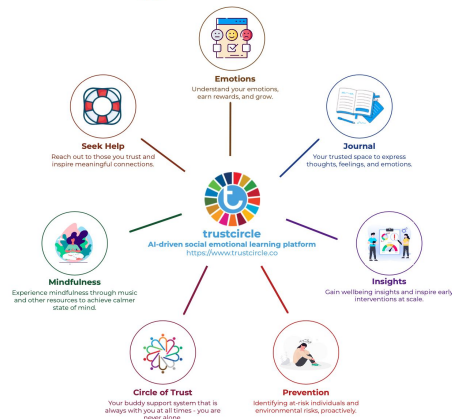 Emotions
Understand your emotions,
earn rewards, and grow.
Seek Help
Reach out to those you trust and
inspire meaningful connections.
Journal
Your trusted space to express
thoughts, feelings, and emotions.
t
trustcircle
AI-driven social emotional learning platform
https://www.trustcircle.co
Mindfulness
Experience mindfulness through music
and other resources to achieve calmer
state of mind.
Insights
Gain wellbeing insights and inspire early
interventions at scale.
Circle of Trust
Your buddy support system that is
always with you at all times - you are
never alone
Prevention
Identifying at-risk individuals and
environmental risks, proactively.